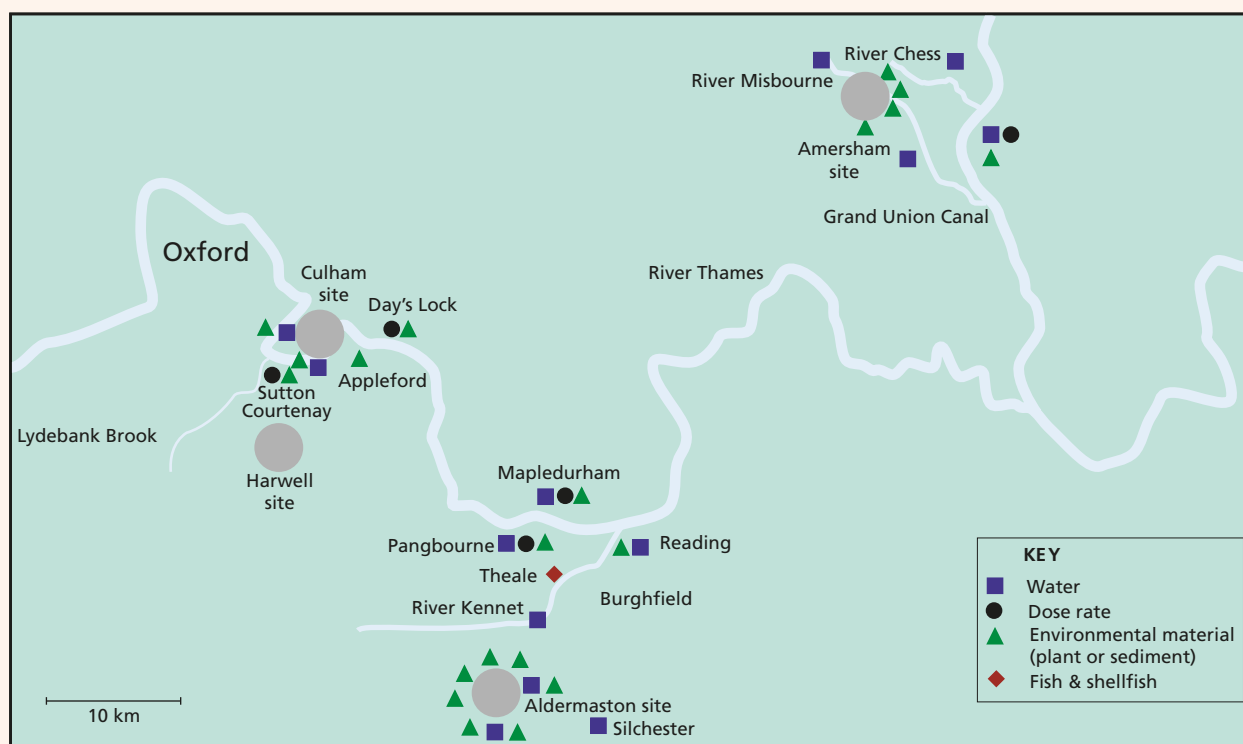 River Chess
River Misbourne
Amersham
site
Grand Union Canal
Oxford
River Thames
Culham
site
Day's Lock
Appleford
Sutton
Courtenay
Lydebank Brook
Harwell
site
Mapledurham
Pangbourne
Reading
Theale
Burghfield
River Kennet
Aldermaston site
Silchester
10 km
KEY
Water
Dose rate
Environmental material
(plant or sediment)
Fish & shellfish